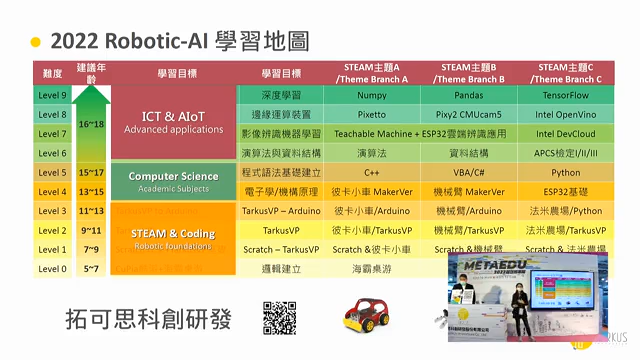 2022 Robotic-AI 學習地圖
難度 建議年齡 學習目標 學習目標 STEAM主題A /Theme Branch A STEAM主題B /Theme Branch B STEAM主題C /Theme Branch C
Level 9 深度學習 Numpy Pandas TensorFlow
Level 8 邊緣運算裝置 Pixetto Pixy2 CMUcam5 Intel OpenVino
16~18 ICT & AIoT
Advanced applications
Level 7 影像辨識機器學習 Teachable Machine + ESP32雲端辨識應用 Intel DevCloud
Level 6 演算法與資料結構 演算法 資料結構 APCS檢定I/II/III
Level 5 15~17 Computer Science 程式語法基礎建立 C++ VBA/C# Python
Level 4 13~15 Academic Subjects 電子學/機構原理 彼卡小車 MakerVer 機械臂 MakerVer ESP32基礎
Level 3 11~13 TarkusVP – Arduino 彼卡小車/Arduino 機械臂/Arduino 法米農場/Python
Level 2 9~11 STEAM & Coding TarkusVP 彼卡小車/TarkusVP 機械臂/TarkusVP 法米農場/TarkusVP
Level 1 7~9 Robotic foundations Scratch – TarkusVP Scratch &彼卡小車 Scratch &機械臂 Scratch & 法米農場
Level 0 5~7 邏輯建立 海霸桌游
METAEDU
拓可思科創研發